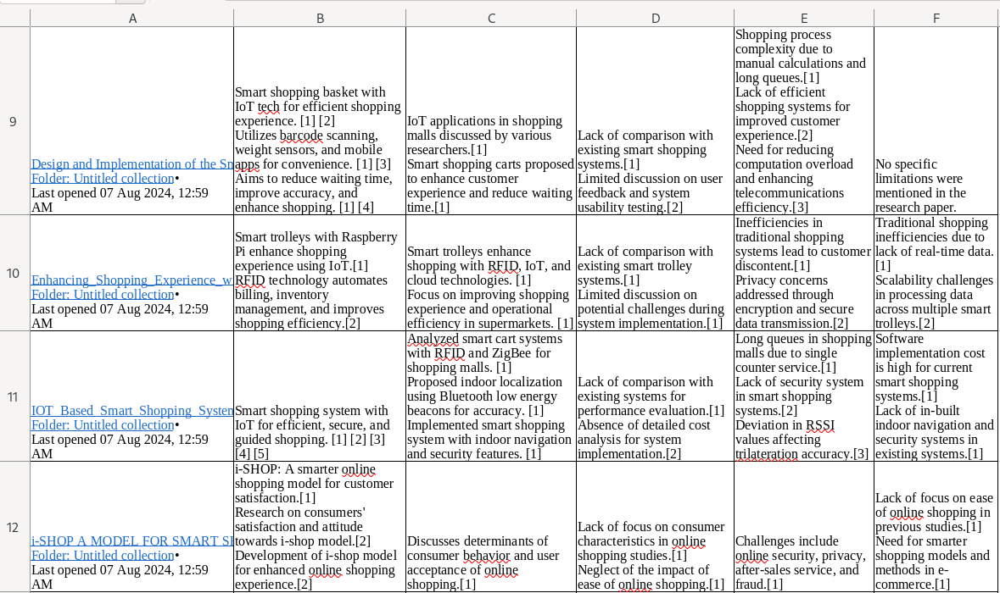 A B C D E F
9
Design and Implementation of the Sm
Folder: Untitled collection•
Last opened 07 Aug 2024, 12:59
AM
Smart shopping basket with
IoT tech for efficient shopping
experience. [1] [2]
Utilizes barcode scanning,
weight sensors, and mobile
apps for convenience. [1] [3]
Aims to reduce waiting time,
improve accuracy, and
enhance shopping. [1] [4]
IoT applications in shopping
malls discussed by various
researchers.[1]
Smart shopping carts proposed
to enhance customer
experience and reduce waiting
time.[1]
Lack of comparison with
existing smart shopping
systems.[1]
Limited discussion on user
feedback and system
usability testing.[2]
Shopping process
complexity due to
manual calculations and
long queues.[1]
Lack of efficient
shopping systems for
improved customer
experience.[2]
Need for reducing
computation overload
and enhancing
telecommunications
efficiency.[3]
No specific
limitations were
mentioned in the
research paper.
10
Enhancing_Shopping_Experience_w
Folder: Untitled collection•
Last opened 07 Aug 2024, 12:59
AM
Smart trolleys with Raspberry
Pi enhance shopping
experience using IoT.[1]
RFID technology automates
billing, inventory
management, and improves
shopping efficiency.[2]
Smart trolleys enhance
shopping with RFID, IoT, and
cloud technologies. [1]
Focus on improving shopping
experience and operational
efficiency in supermarkets. [1]
Lack of comparison with
existing smart trolley
systems.[1]
Limited discussion on
potential challenges during
system implementation.[1]
Inefficiencies in
traditional shopping
systems lead to customer
discontent.[1]
Privacy concerns
addressed through
encryption and secure
data transmission.[2]
Traditional shopping
inefficiencies due to
lack of real-time data.
[1]
Scalability challenges
in processing data
across multiple smart
trolleys.[2]
11
IOT_Based_Smart_Shopping_System
Folder: Untitled collection•
Last opened 07 Aug 2024, 12:59
AM
Smart shopping system with
IoT for efficient, secure, and
guided shopping. [1] [2] [3]
[4] [5]
Analyzed smart cart systems
with RFID and ZigBee for
shopping malls. [1]
Proposed indoor localization
using Bluetooth low energy
beacons for accuracy. [1]
Implemented smart shopping
system with indoor navigation
and security features. [1]
Lack of comparison with
existing systems for
performance evaluation.[1]
Absence of detailed cost
analysis for system
implementation.[2]
Long queues in shopping
malls due to single
counter service.[1]
Lack of security system
in smart shopping
systems.[2]
Deviation in RSSI
values affecting
trilateration accuracy.[3]
Software
implementation cost
is high for current
smart shopping
systems.[1]
Lack of in-built
indoor navigation and
security systems in
existing systems.[1]
12
i-SHOP A MODEL FOR SMART SH
Folder: Untitled collection•
Last opened 07 Aug 2024, 12:59
AM
i-SHOP: A smarter online
shopping model for customer
satisfaction.[1]
Research on consumers'
satisfaction and attitude
towards i-shop model.[2]
Development of i-shop model
for enhanced online shopping
experience.[2]
Discusses determinants of
consumer behavior and user
acceptance of online
shopping.[1]
Lack of focus on consumer
characteristics in online
shopping studies.[1]
Neglect of the impact of
ease of online shopping.[1]
Challenges include
online security, privacy,
after-sales service, and
fraud.[1]
Lack of focus on ease
of online shopping in
previous studies.[1]
Need for smarter
shopping models and
methods in e-
commerce.[1]